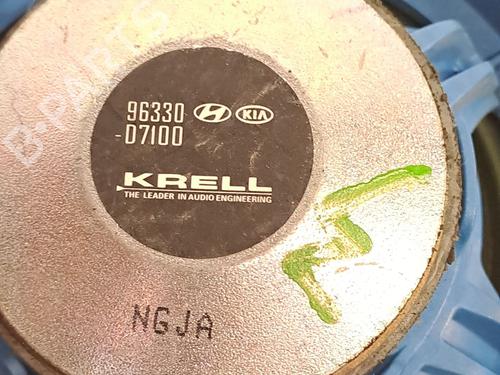 B-PARTS
96330
KIA
-D7100
KRELL
THE LEADER IN AUDIO ENGINEERING
NGJA